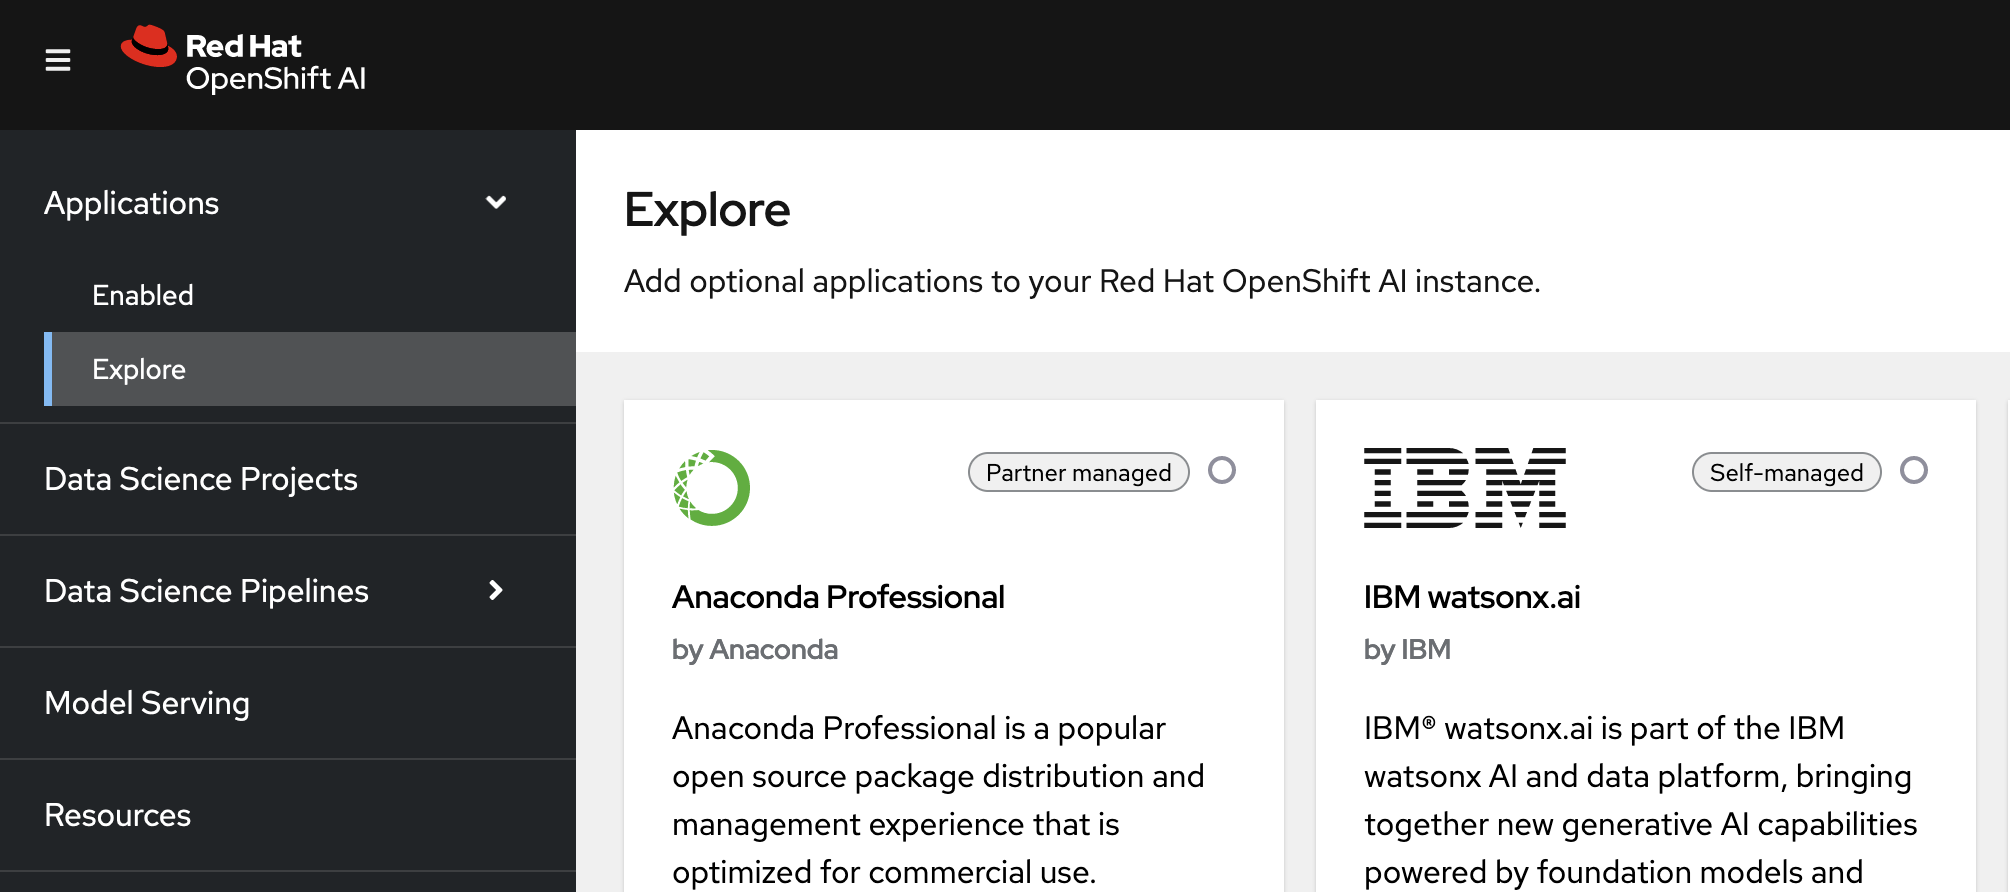 Red Hat
OpenShift AI
Applications
Enabled
Explore
Data Science Projects
Data Science Pipelines
Model Serving
Resources
Explore
Add optional applications to your Red Hat OpenShift AI instance.
Partner managed
Anaconda Professional
by Anaconda
Anaconda Professional is a popular
open source package distribution and
management experience that is
optimized for commercial use.
IBM
Self-managed
IBM watsonx.ai
by IBM
IBM® watsonx.ai is part of the IBM
watsonx AI and data platform, bringing
together new generative AI capabilities
powered by foundation models and